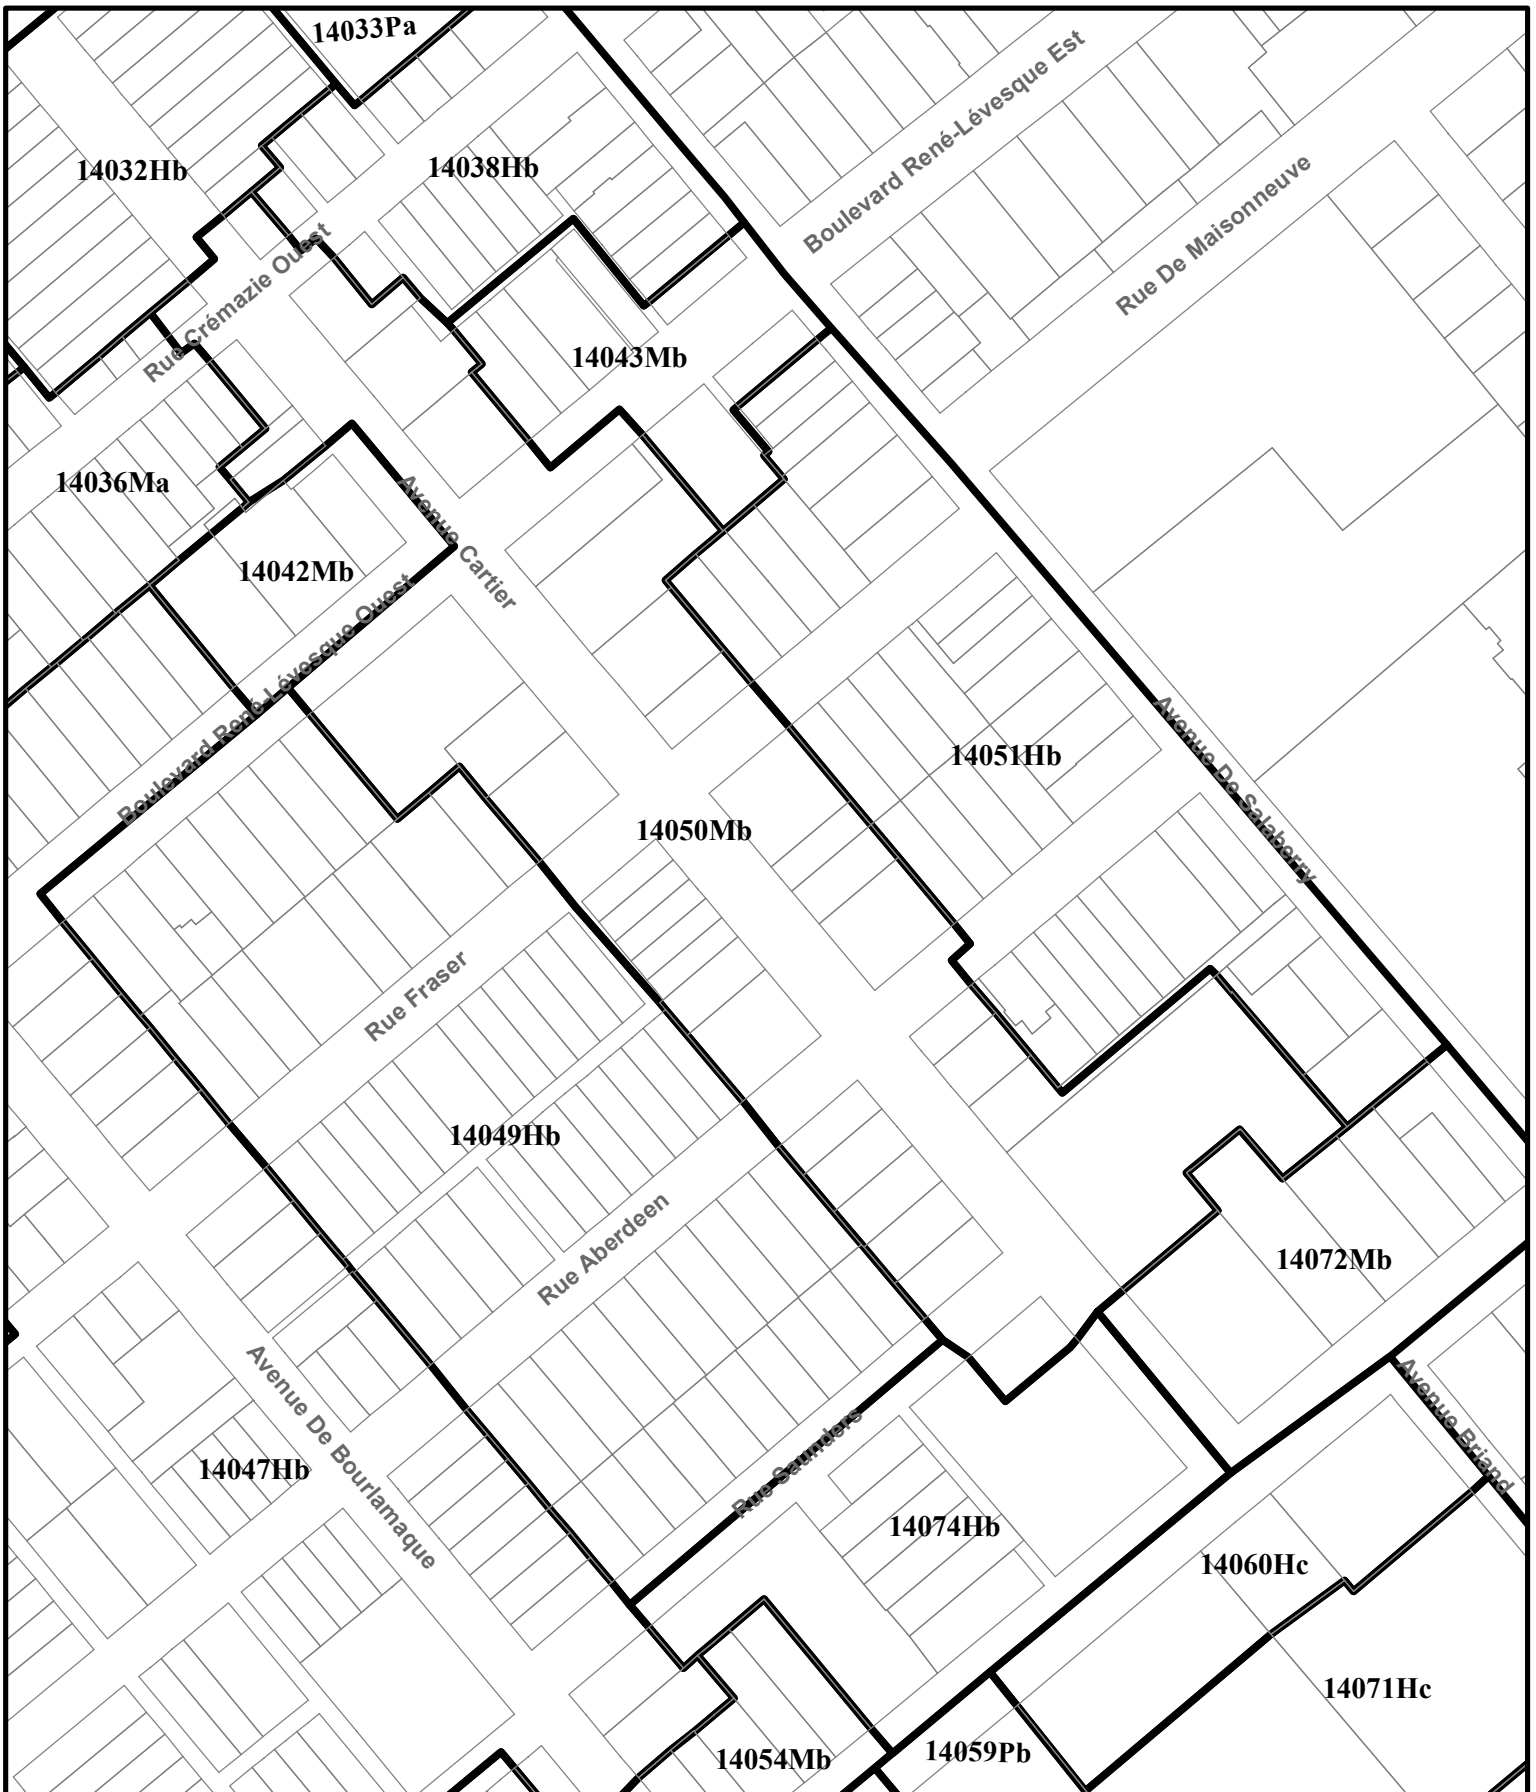 14033Pa
Boulevard René-Lévesque Est
14032Hb
14038Hb
Rue De Maisonneuve
Rue Crémazie Ouest
14043Mb
14036Ma
Avenue Cartier
14042Mb
Boulevard René-Lévesque Ouest
14051Hb
Avenue De Salaberry
14050Mb
Rue Fraser
14049Hb
Rue Aberdeen
14072Mb
Avenue De Bourlamaque
Avenue Briand
Rue Saunders
14047Hb
14074Hb
14060Hc
14071Hc
14054Mb
14059Pb